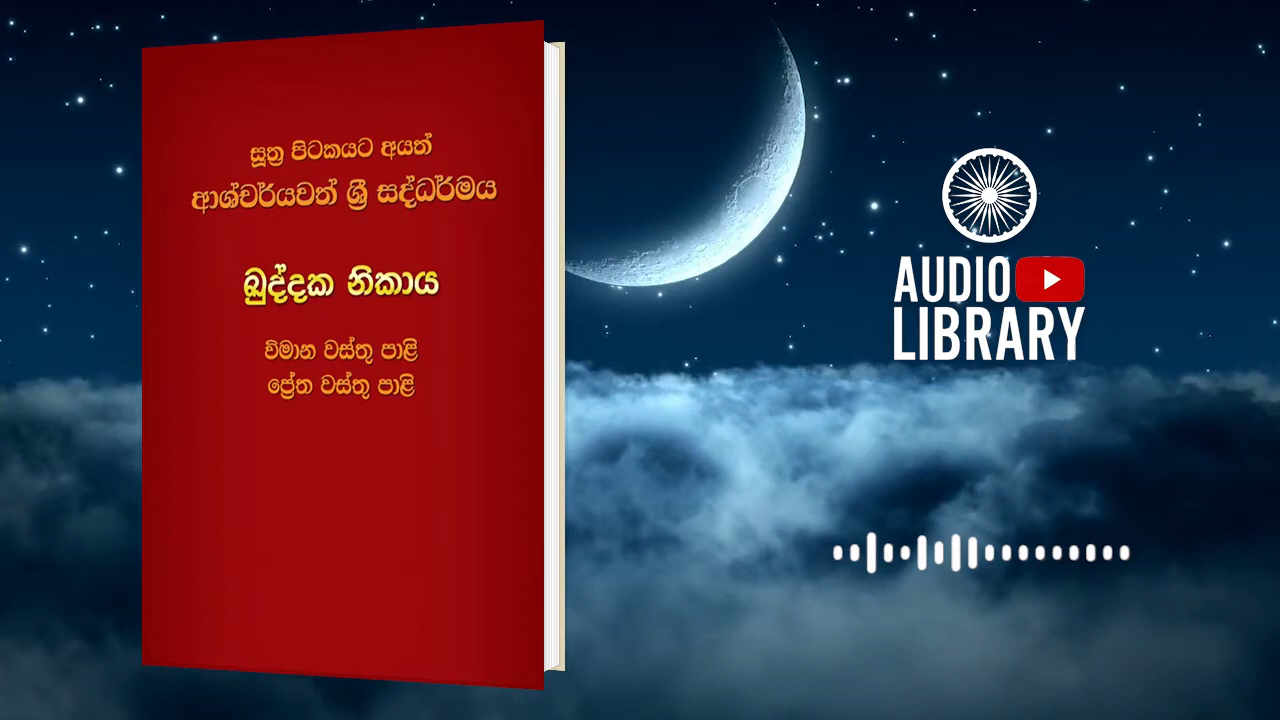 සූත්‍ර පිටකයට අයත්
ආශ්චර්යවත් ශ්‍රී සද්ධර්මය
ඛුද්දක නිකාය
විමාන වස්තු පාළි
ප්‍රේත වස්තු පාළි
AUDIO
LIBRARY